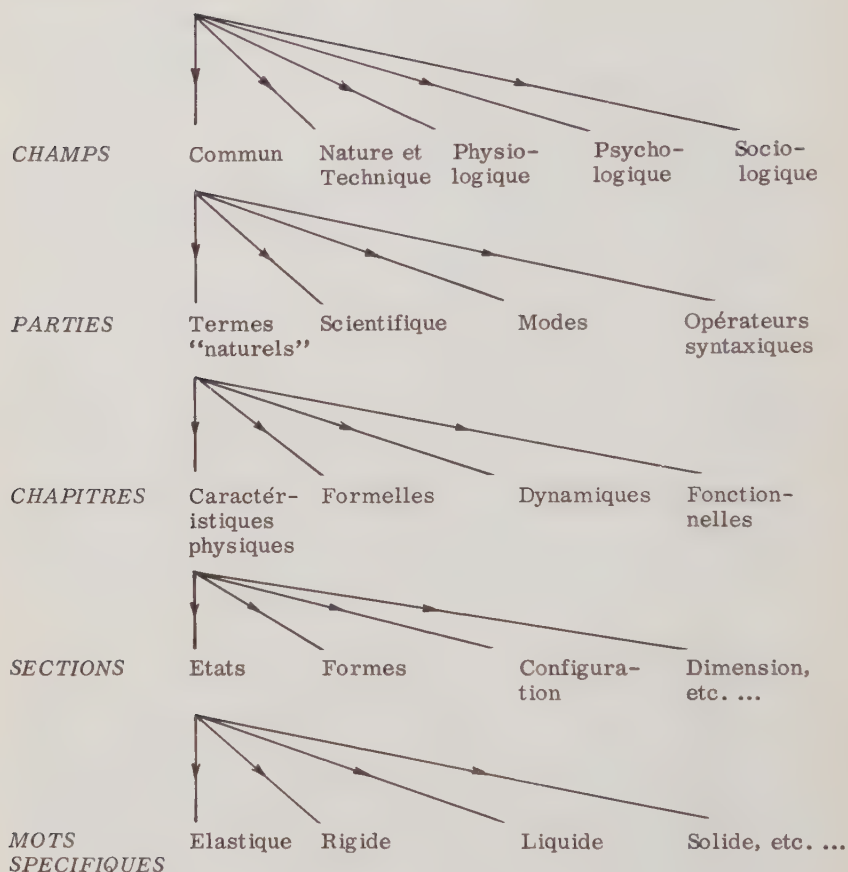 CHAMPS Commun Nature et Physio- Psycho- Socio-
Technique logique logique logique
PARTIES Termes Scientifique Modes Opérateurs
“naturels” syntaxiques
CHAPITRES Caractér- Formelles Dynamiques Fonction-
istiques nelles
physiques
SECTIONS Etats Formes Configura- Dimension,
tion etc. ...
MOTS Elastique Rigide Liquide Solide, etc. ...
SPECIFIQUES